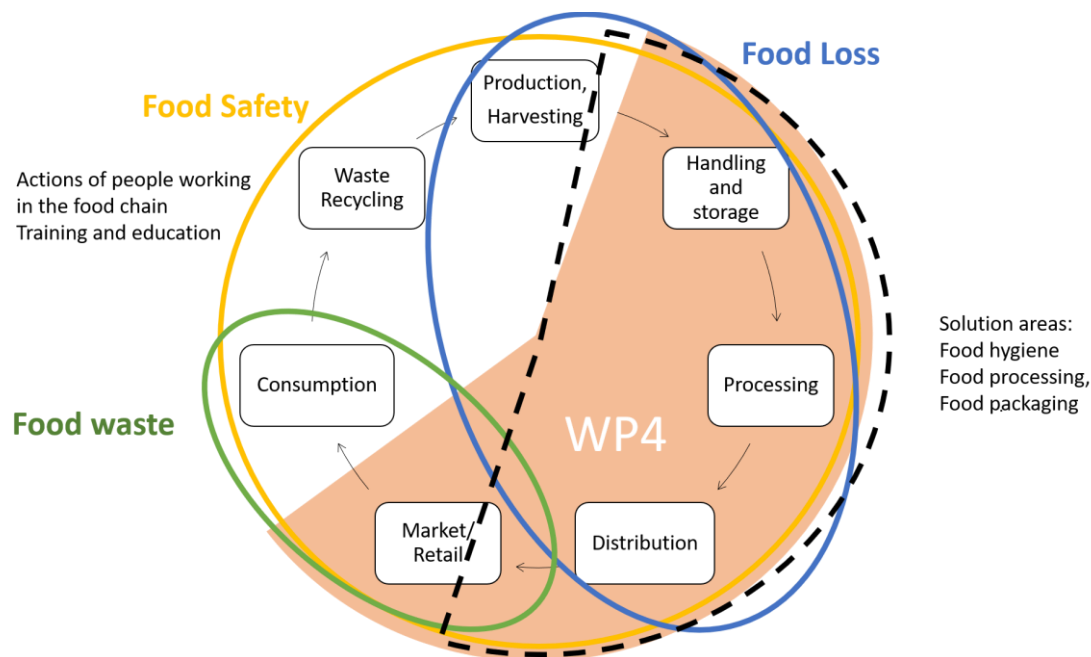 Food Loss
Production,
Harvesting
Food Safety
Waste
Recycling
Handling
and
storage
Actions of people working
in the food chain
Training and education
Solution areas:
Food hygiene
Food processing,
Food packaging
Consumption
Processing
Food waste
WP4
Market/
Retail
Distribution